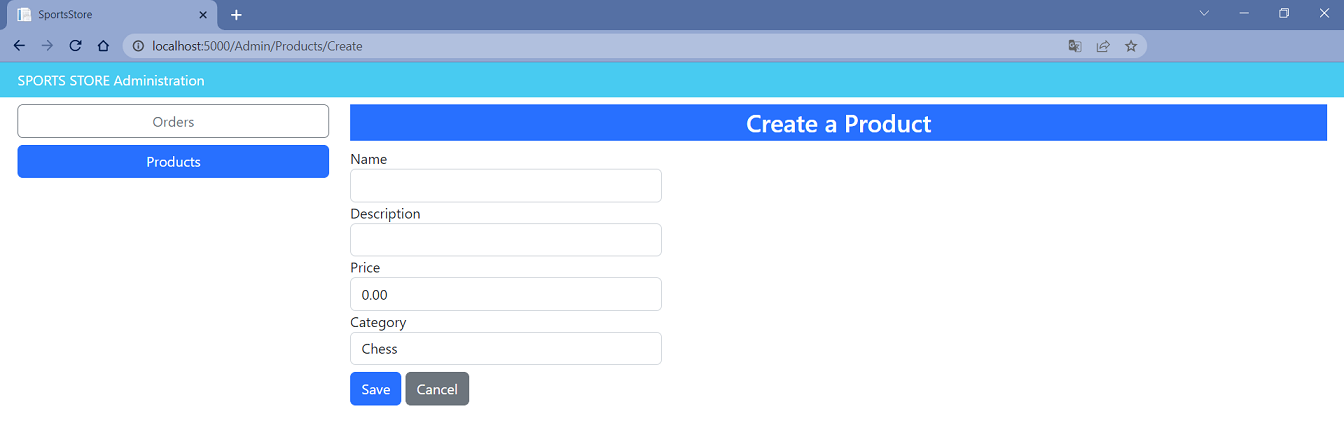 SportsStore
localhost:5000/Admin/Products/Create
SPORTS STORE Administration
Orders
Products
Create a Product
Name
Description
Price
0.00
Category
Chess
Save Cancel